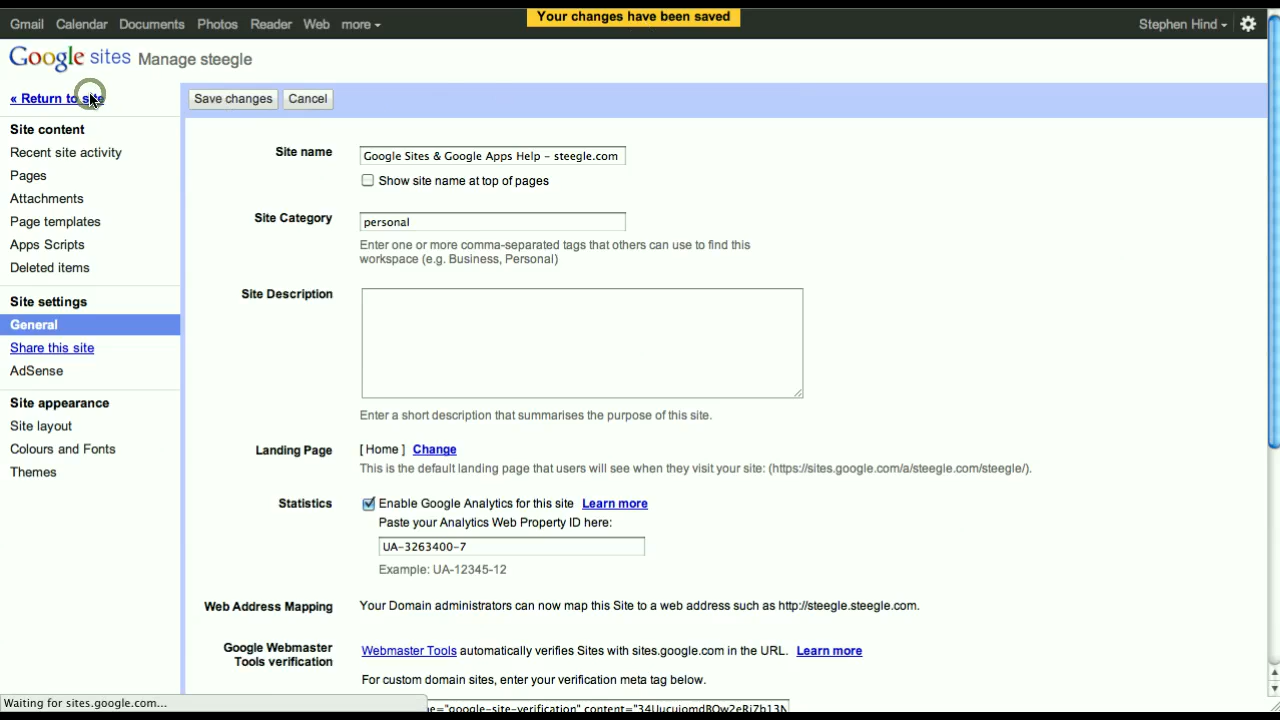 Gmail Calendar Documents Photos Reader Web more
Your changes have been saved
Stephen Hind
Google sites Manage steegle
« Return to site
Save changes Cancel
Site content
Recent site activity
Pages
Attachments
Page templates
Apps Scripts
Deleted items
Site settings
General
Share this site
AdSense
Site appearance
Site layout
Colours and Fonts
Themes
Site name
Google Sites & Google Apps Help - steegle.com
Show site name at top of pages
Site Category
personal
Enter one or more comma-separated tags that others can use to find this
workspace (e.g. Business, Personal)
Site Description
Enter a short description that summarises the purpose of this site.
Landing Page
[ Home ] Change
This is the default landing page that users will see when they visit your site: (https://sites.google.com/a/steegle.com/steegle/).
Statistics
Enable Google Analytics for this site Learn more
Paste your Analytics Web Property ID here:
UA-3263400-7
Example: UA-12345-12
Web Address Mapping
Your Domain administrators can now map this Site to a web address such as http://steegle.steegle.com.
Google Webmaster
Tools verification
Webmaster Tools automatically verifies Sites with sites.google.com in the URL. Learn more
For custom domain sites, enter your verification meta tag below.
Waiting for sites.google.com...